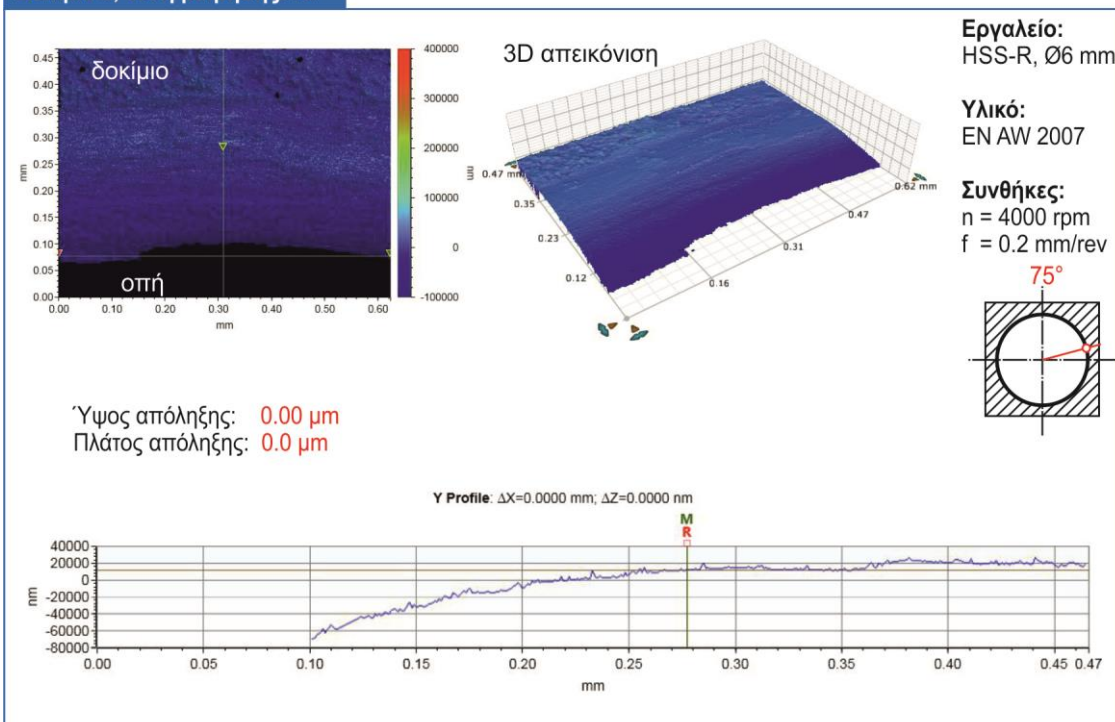 δοκίμιο
οπή
0.45
0.40
0.35
0.30
0.25
0.20
0.15
0.10
0.05
0.00
mm
0.00 0.10 0.20 0.30 0.40 0.50 0.60
mm
400000
300000
200000
100000
0
-100000
nm
3D απεικόνιση
0.47 mm
0.35
0.23
0.12
0.16
0.31
0.47
0.62 mm
Εργαλείο:
HSS-R, Ø6 mm
Υλικό:
EN AW 2007
Συνθήκες:
n = 4000 rpm
f = 0.2 mm/rev
75°
Ύψος απόληξης: 0.00 μm
Πλάτος απόληξης: 0.0 μm
Y Profile: ΔX=0.0000 mm; ΔZ=0.0000 nm
M
R
40000
20000
0
-20000
-40000
-60000
-80000
nm
0.00 0.05 0.10 0.15 0.20 0.25 0.30 0.35 0.40 0.45 0.47
mm